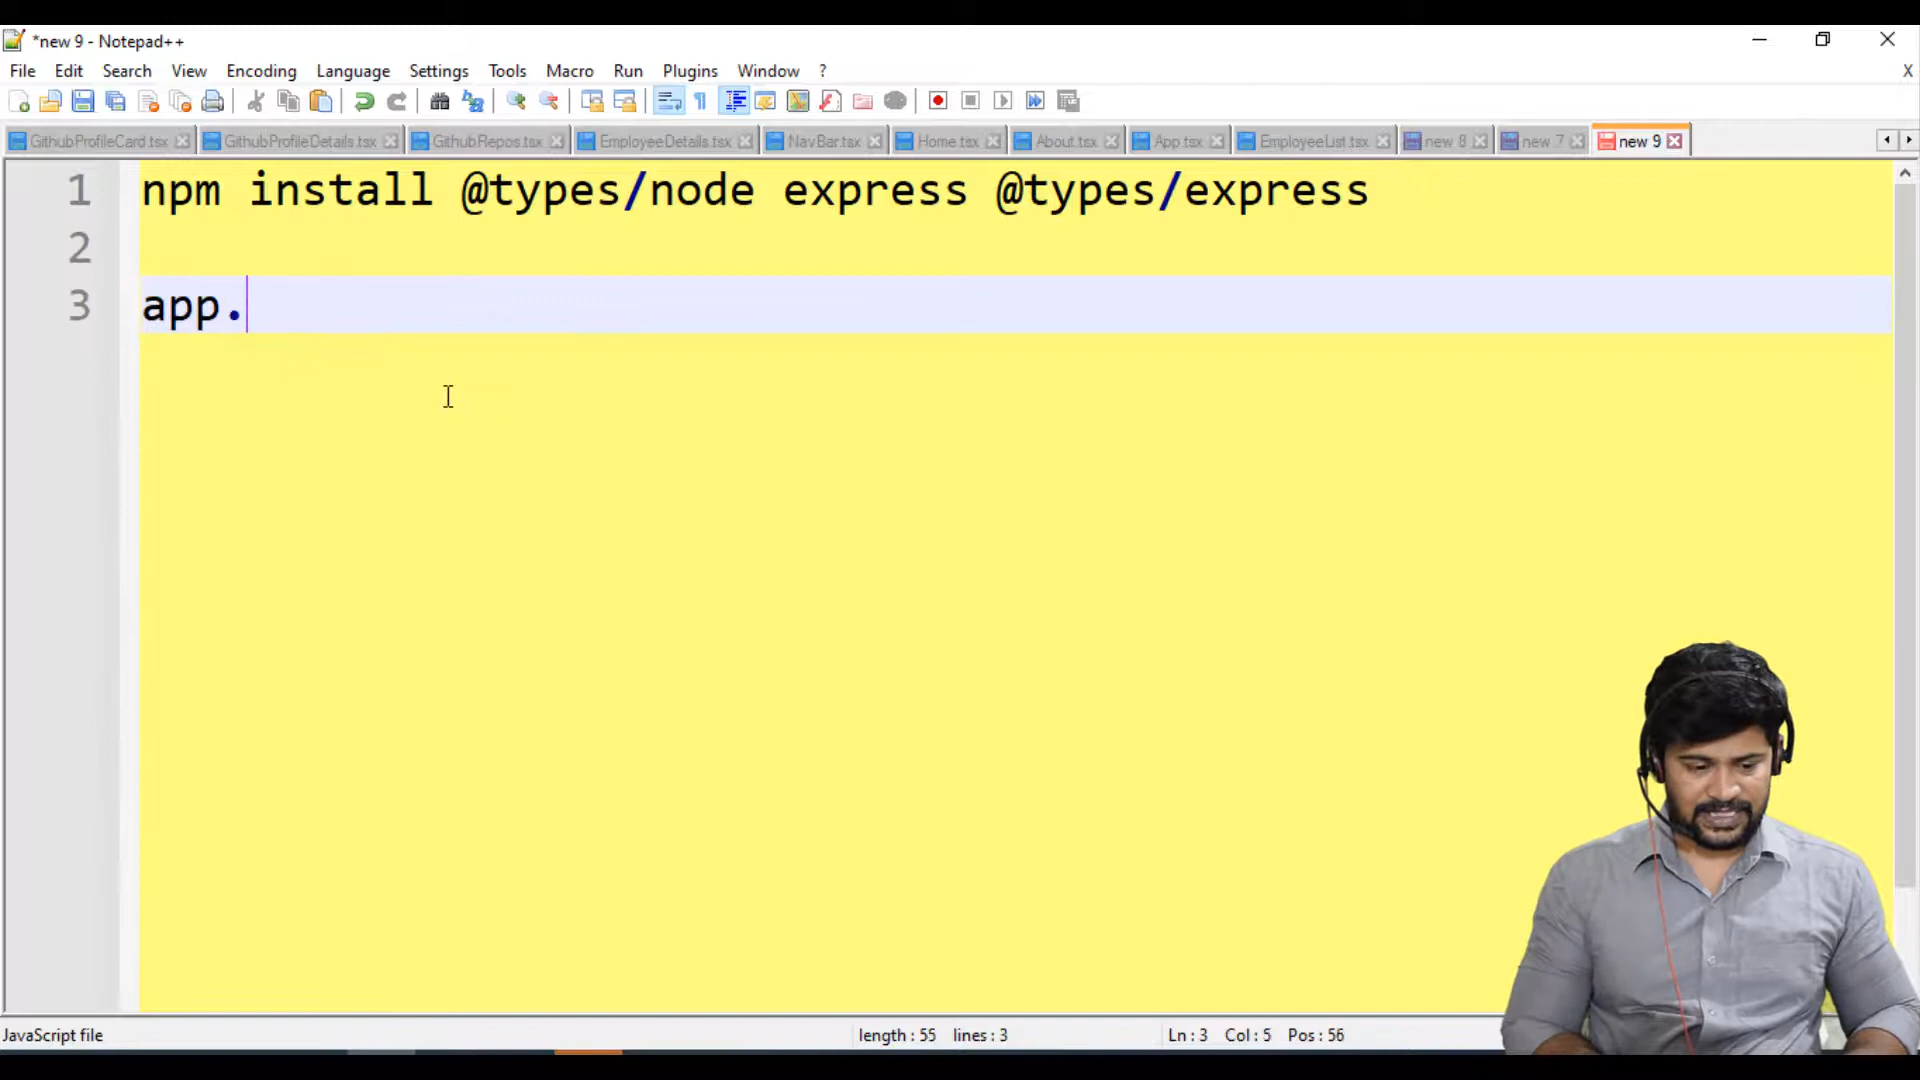 *new 9 - Notepad++
File Edit Search View Encoding Language Settings Tools Macro Run Plugins Window ? X
GithubProfileCard.tsx GithubProfileDetails.tsx GithubRepos.tsx EmployeeDetails.tsx NavBar.tsx Home.tsx About.tsx App.tsx EmployeeList.tsx new 8 new 7 new 9
1 npm install @types/node express @types/express
2
3 app.
JavaScript file length : 55 lines : 3 Ln : 3 Col : 5 Pos : 56